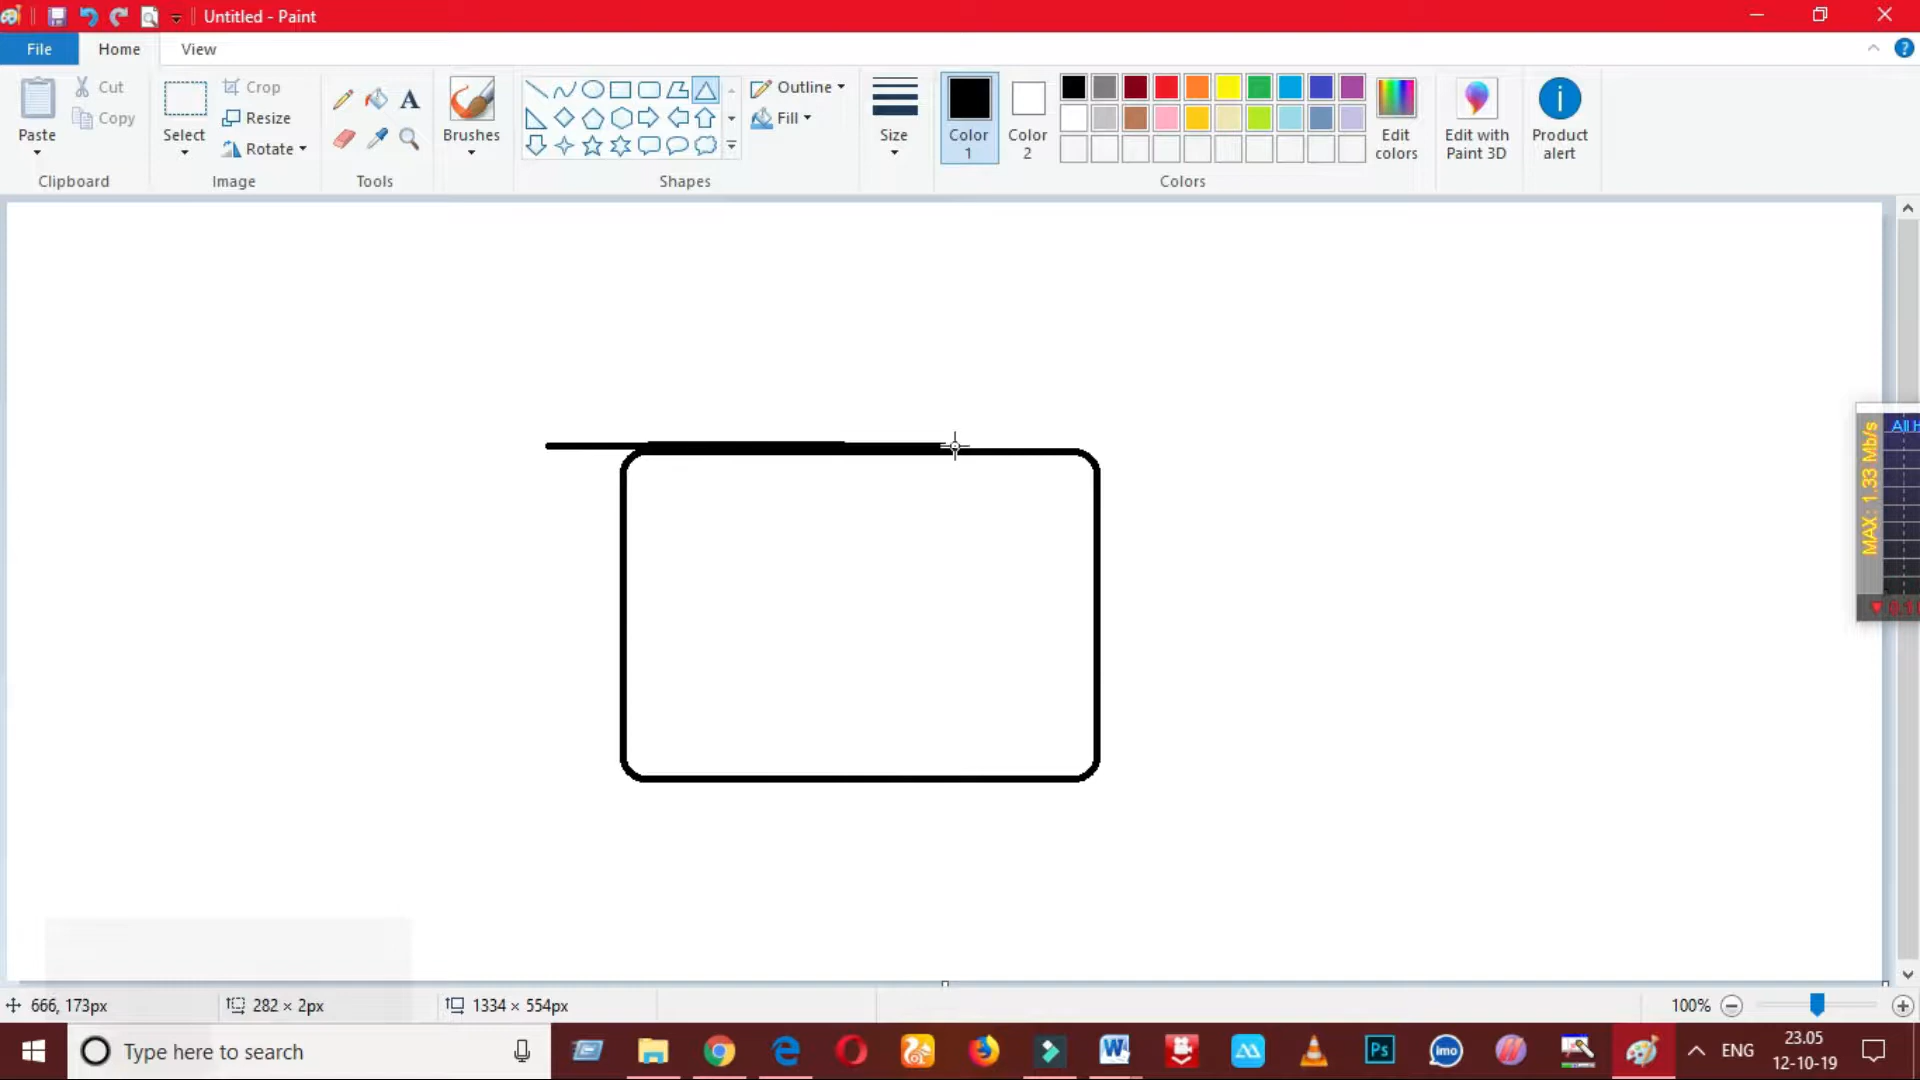 Untitled - Paint
File Home View
Paste
Cut
Copy
Clipboard
Select
Crop
Resize
Rotate
Image
A
Tools
Brushes
Outline
Fill
Shapes
Size
Color 1
Color 2
Edit colors
Colors
Edit with Paint 3D
Product alert
MAX: 1.33 Mb/s
666, 173px
282 × 2px
1334 × 554px
100%
Type here to search
W
Ps
imo
ENG
23.05
12-10-19